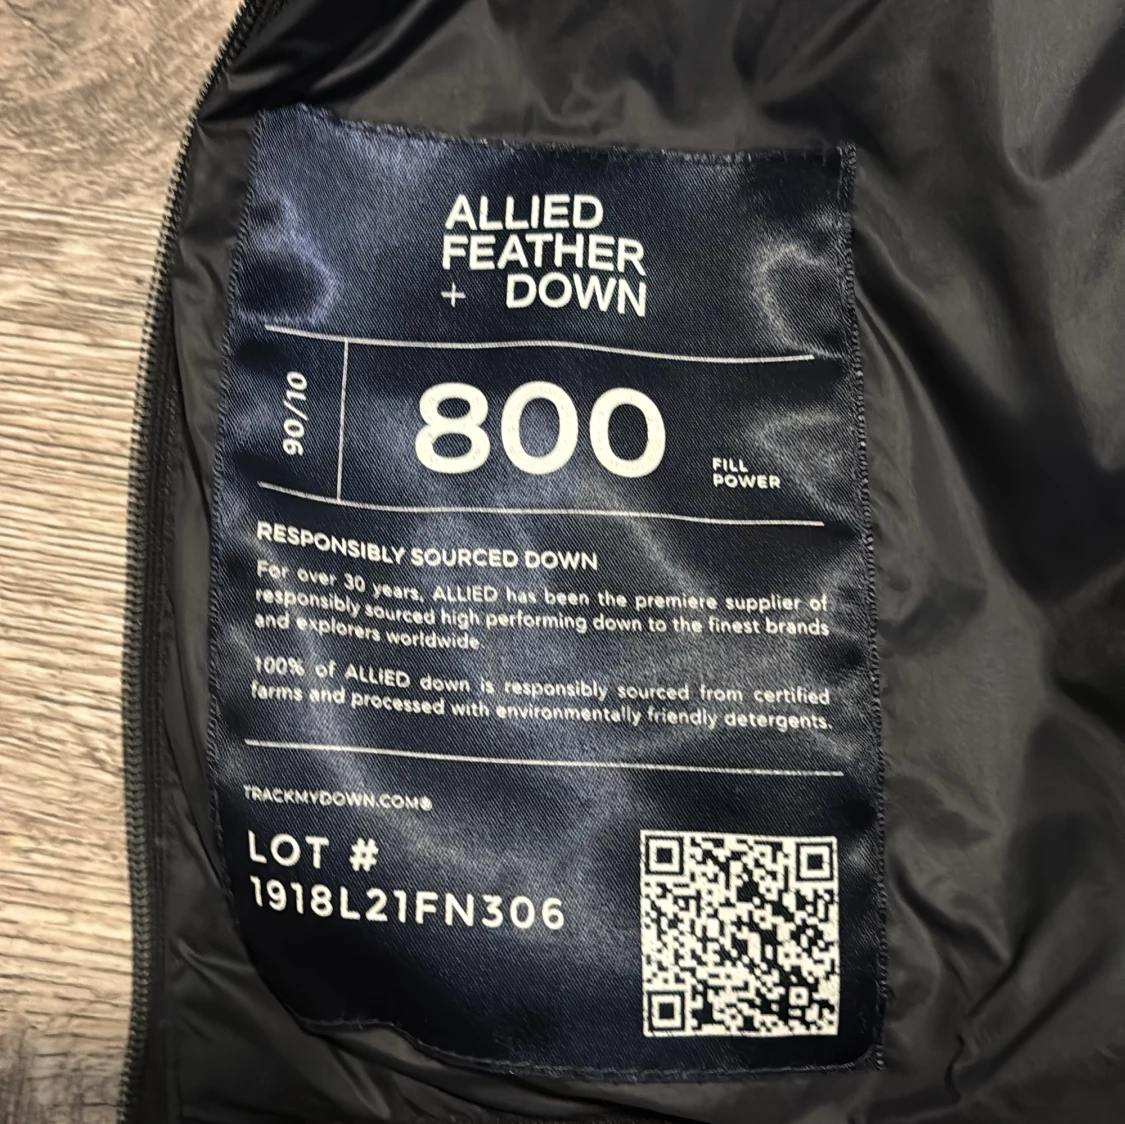 ALLIED
FEATHER
+ DOWN
90/10
800
FILL
POWER
RESPONSIBLY SOURCED DOWN
For over 30 years, ALLIED has been the premiere supplier of
responsibly sourced high performing down to the finest brands
and explorers worldwide.
100% of ALLIED down is responsibly sourced from certified
farms and processed with environmentally friendly detergents.
TRACKMYDOWN.COM®
LOT #
1918L21FN306